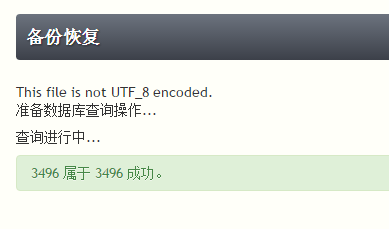 备份恢复
This file is not UTF_8 encoded.
准备数据库查询操作...
查询进行中...
3496 属于 3496 成功。